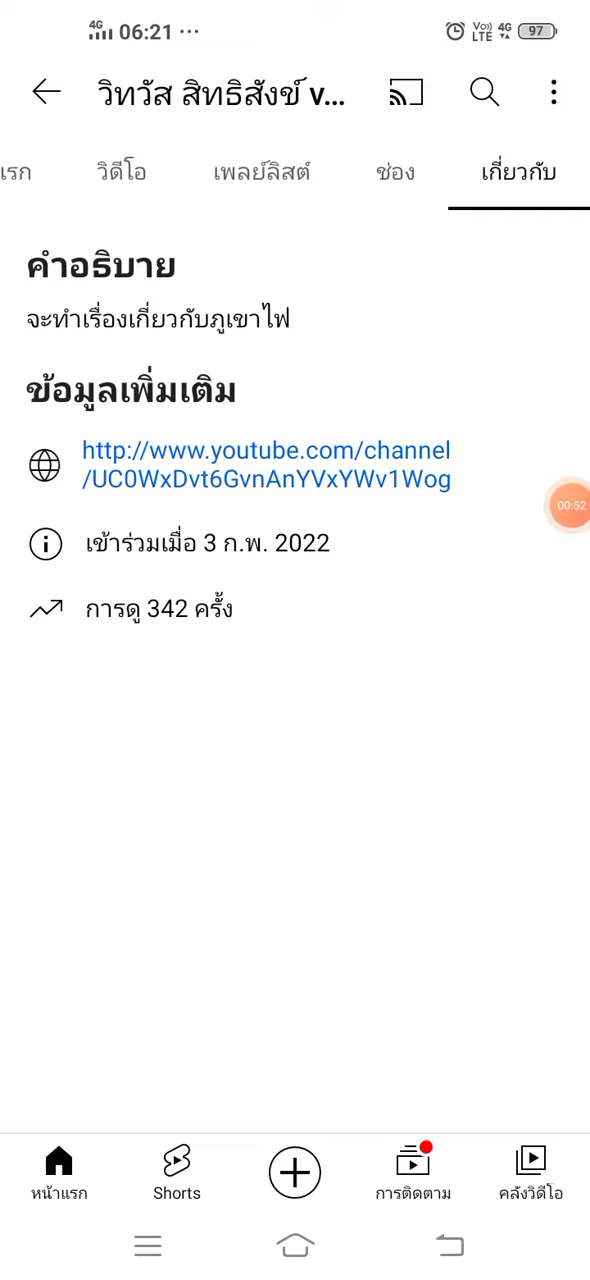 4G 06:21 ...
Vo)) LTE 4G 97
วิทวัส สิทธิสังข์ v...
แรก วิดีโอ เพลย์ลิสต์ ช่อง เกี่ยวกับ
คำอธิบาย
จะทำเรื่องเกี่ยวกับภูเขาไฟ
ข้อมูลเพิ่มเติม
http://www.youtube.com/channel
/UC0WxDvt6GvnAnYVxYWv1Wog
00:52
เข้าร่วมเมื่อ 3 ก.พ. 2022
การดู 342 ครั้ง
หน้าแรก Shorts การติดตาม คลังวิดีโอ